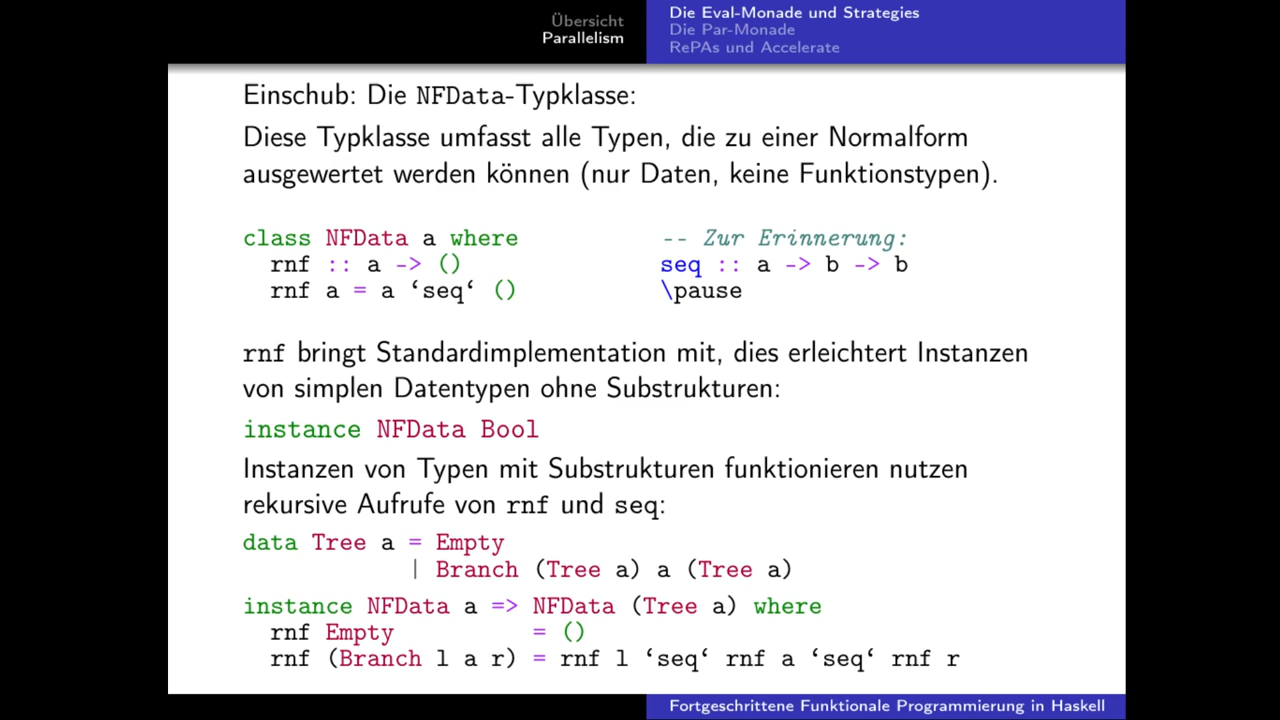 Übersicht
Parallelism
Die Eval-Monade und Strategies
Die Par-Monade
RePAs und Accelerate
Einschub: Die NFData-Typklasse:
Diese Typklasse umfasst alle Typen, die zu einer Normalform
ausgewertet werden können (nur Daten, keine Funktionstypen).
class NFData a where
rnf :: a -> ()
rnf a = a ‘seq‘ ()
-- Zur Erinnerung:
seq :: a -> b -> b
\pause
rnf bringt Standardimplementation mit, dies erleichtert Instanzen
von simplen Datentypen ohne Substrukturen:
instance NFData Bool
Instanzen von Typen mit Substrukturen funktionieren nutzen
rekursive Aufrufe von rnf und seq:
data Tree a = Empty
| Branch (Tree a) a (Tree a)
instance NFData a => NFData (Tree a) where
rnf Empty = ()
rnf (Branch l a r) = rnf l ‘seq‘ rnf a ‘seq‘ rnf r
Fortgeschrittene Funktionale Programmierung in Haskell